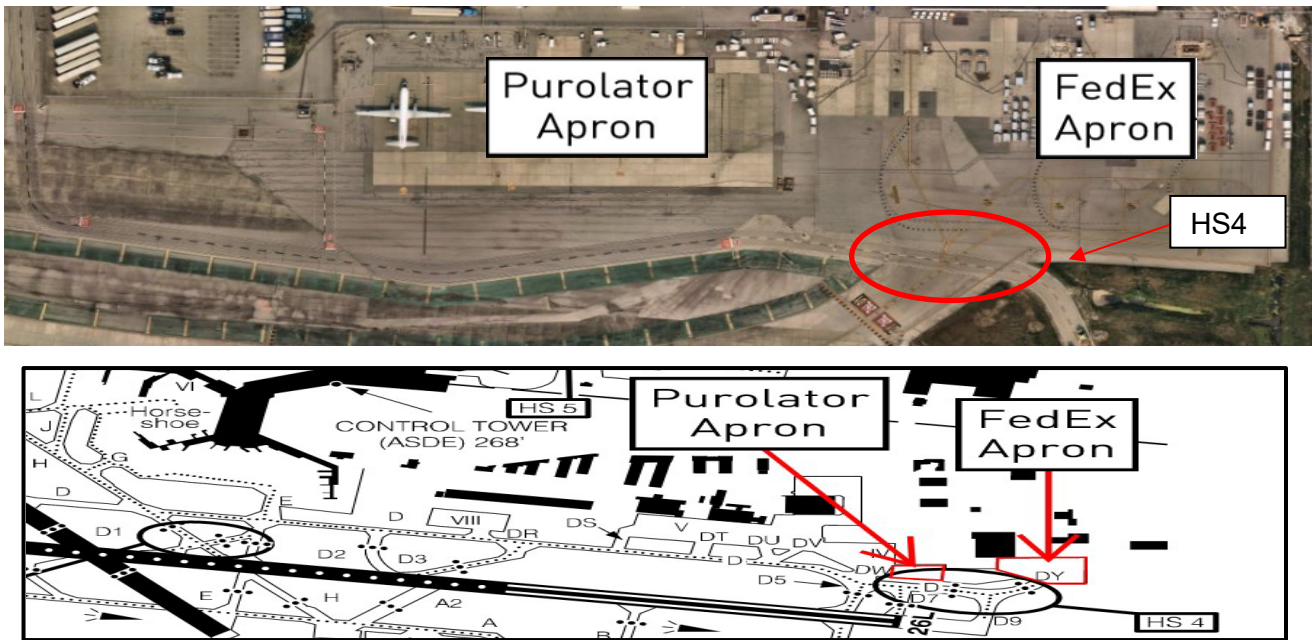 Purolator
Apron
FedEx
Apron
HS4
VI
L
J
Horse-
shoe
HS 5
CONTROL TOWER
(ASDE) 268'
Purolator
Apron
FedEx
Apron
H
G
D
E
D
VIII
DS
V
DR
DT
DU
DV
IV
D1
D2
D3
D
DW
D5
D
DY
D7
E
H
A2
A
B
26L
D9
HS 4